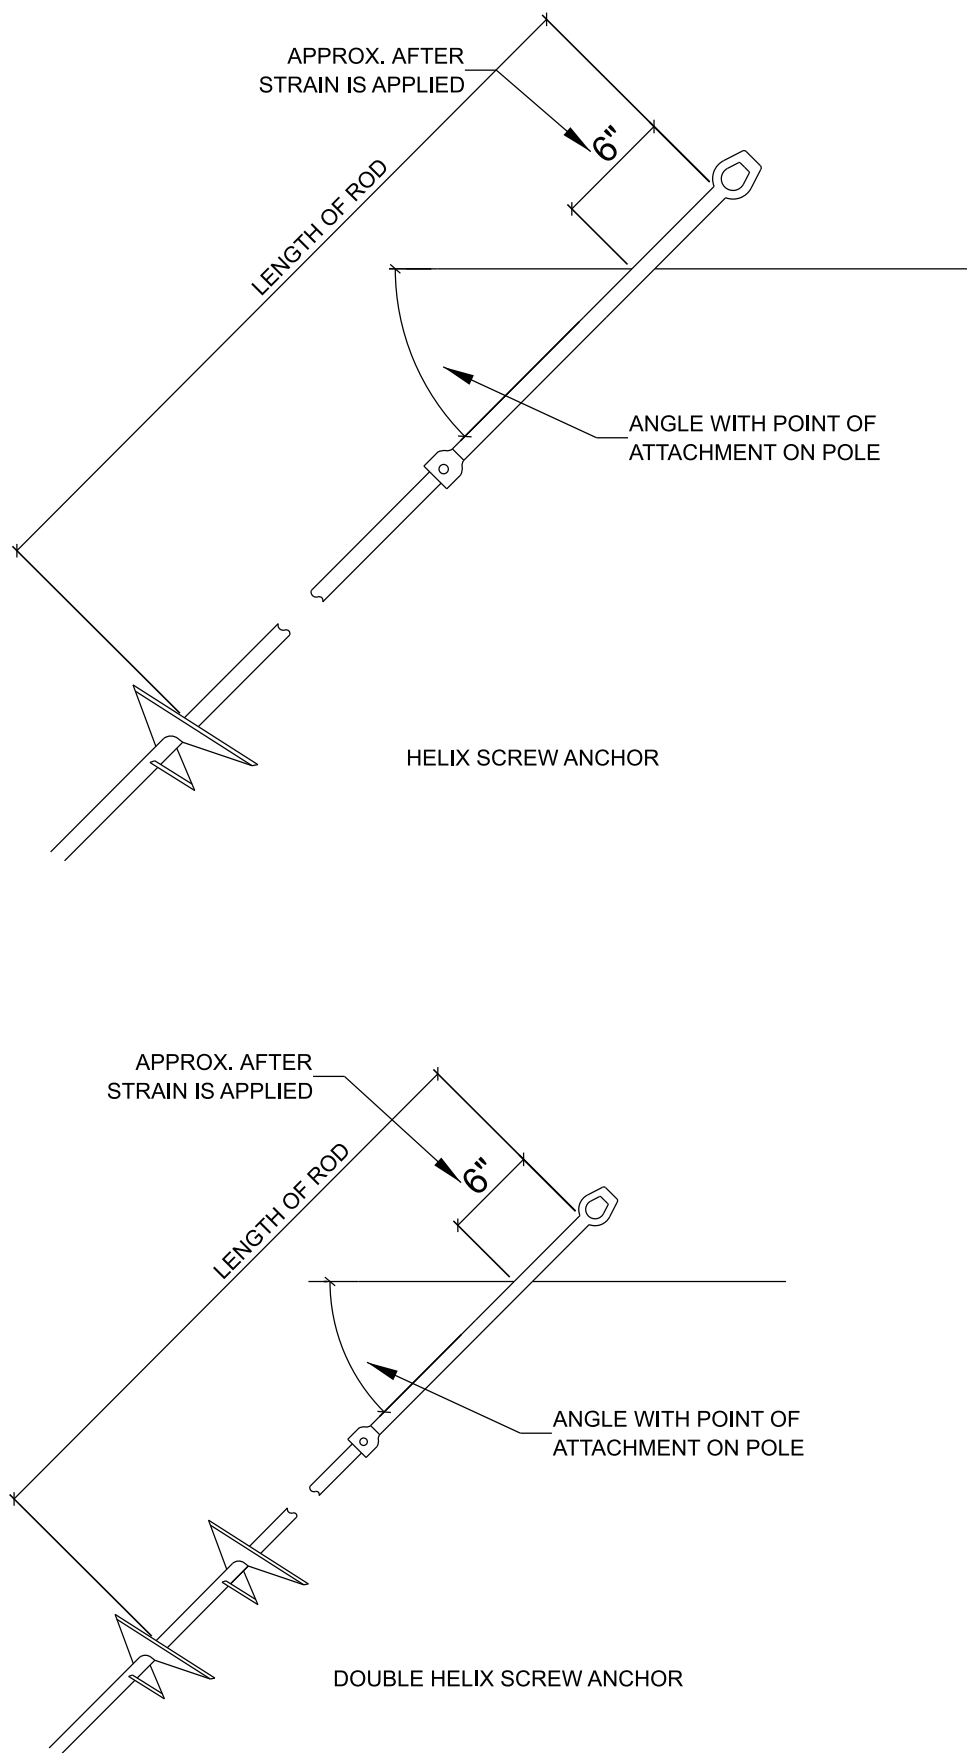 APPROX. AFTER
STRAIN IS APPLIED
6"
LENGTH OF ROD
ANGLE WITH POINT OF
ATTACHMENT ON POLE
HELIX SCREW ANCHOR
APPROX. AFTER
STRAIN IS APPLIED
6"
LENGTH OF ROD
ANGLE WITH POINT OF
ATTACHMENT ON POLE
DOUBLE HELIX SCREW ANCHOR